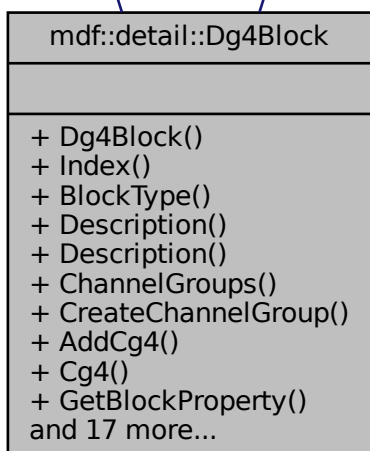 mdf::detail::Dg4Block
+ Dg4Block()
+ Index()
+ BlockType()
+ Description()
+ Description()
+ ChannelGroups()
+ CreateChannelGroup()
+ AddCg4()
+ Cg4()
+ GetBlockProperty()
and 17 more...